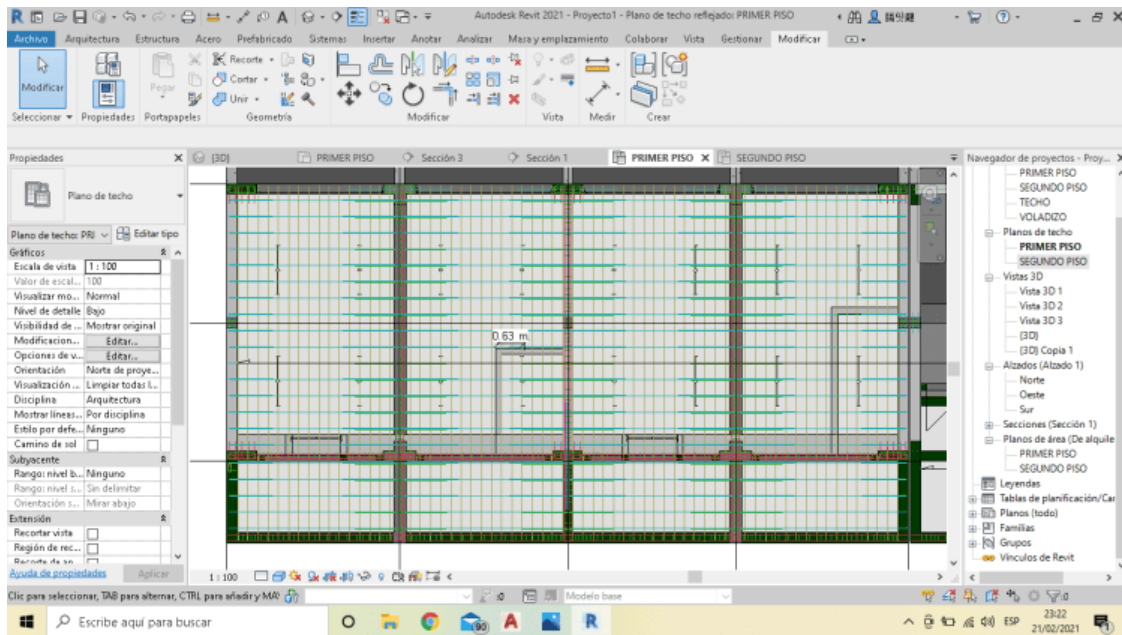 Autodesk Revit 2021 - Proyecto1 - Plano de techo reflejado: PRIMER PISO
Archivo Arquitectura Estructura Acero Prefabricado Sistemas Insertar Anotar Analizar Masa y emplazamiento Colaborar Vista Gestionar Modificar
Modificar
Pegar
Recorte
Cortar
Unir
Seleccionar Propiedades Portapapeles Geometría Modificar Vista Medir Crear
Propiedades X
{3D} PRIMER PISO Sección 3 Sección 1 PRIMER PISO X SEGUNDO PISO
Plano de techo
Plano de techo: PRI Editar tipo
Gráficos
Escala de vista 1 : 100
Valor de escal... 100
Visualizar mo... Normal
Nivel de detalle Bajo
Visibilidad de ... Mostrar original
Modificacion... Editar...
Opciones de v... Editar...
Orientación Norte de proye...
Visualización ... Limpiar todas l...
Disciplina Arquitectura
Mostrar líneas... Por disciplina
Estilo por defe... Ninguno
Camino de sol
Subyacente
Rango: nivel b... Ninguno
Rango: nivel s... Sin delimitar
Orientación s... Mirar abajo
Extensión
Recortar vista
Región de rec...
Ayuda de propiedades Aplicar
0.63 m
Navegador de proyectos - Proy... X
PRIMER PISO
SEGUNDO PISO
TECHO
VOLADIZO
Planos de techo
PRIMER PISO
SEGUNDO PISO
Vistas 3D
Vista 3D 1
Vista 3D 2
Vista 3D 3
{3D}
{3D} Copia 1
Alzados (Alzado 1)
Norte
Oeste
Sur
Secciones (Sección 1)
Planos de área (De alquile
PRIMER PISO
SEGUNDO PISO
Leyendas
Tablas de planificación/Car
Planos (todo)
Familias
Grupos
Vínculos de Revit
1 : 100
Clic para seleccionar, TAB para alternar, CTRL para añadir y MA :0 Modelo base :0
Escribe aquí para buscar
90
ESP
23:22
21/02/2021